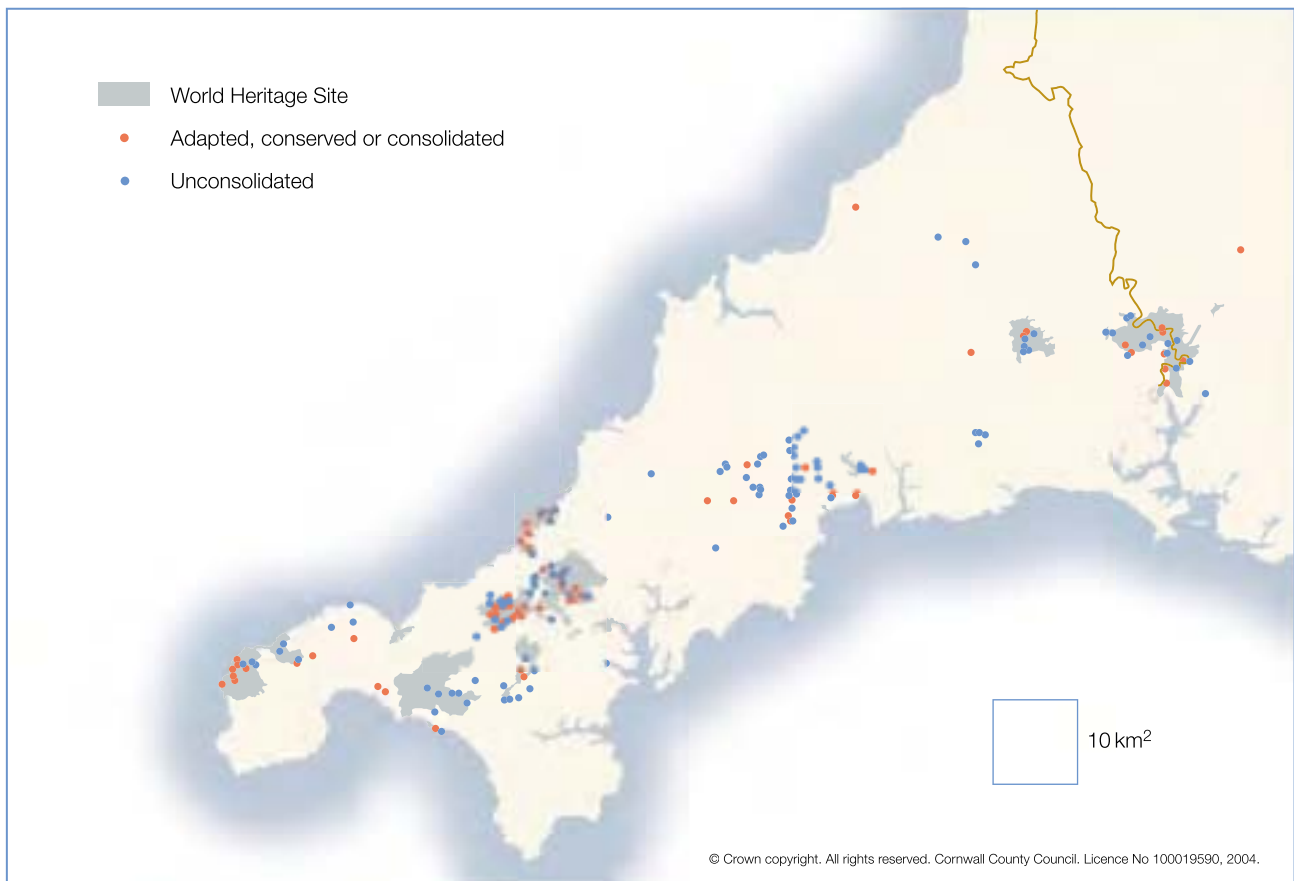 World Heritage Site
Adapted, conserved or consolidated
Unconsolidated
10 km²
© Crown copyright. All rights reserved. Cornwall County Council. Licence No 100019590, 2004.